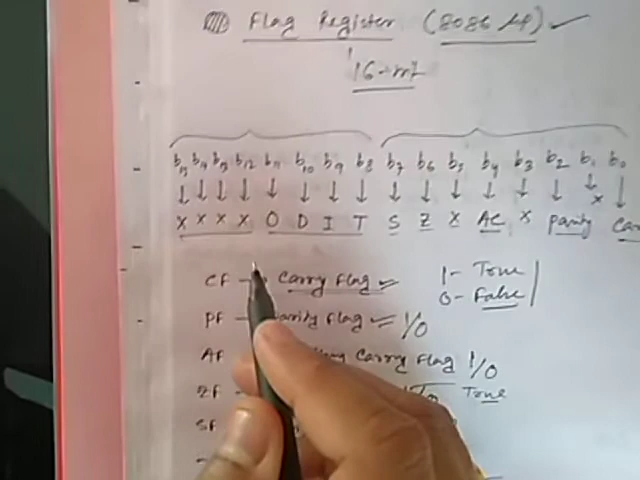 Flag Register (8086 μp)
16-bit
b15 b14 b13 b12 b11 b10 b9 b8 b7 b6 b5 b4 b3 b2 b1 b0
X X X X O D I T S Z X AC X Parity X Carr
CF - Carry Flag 1- True
0- False
PF - Parity Flag 1/0
AF Carry Flag 1/0
ZF - True
SF